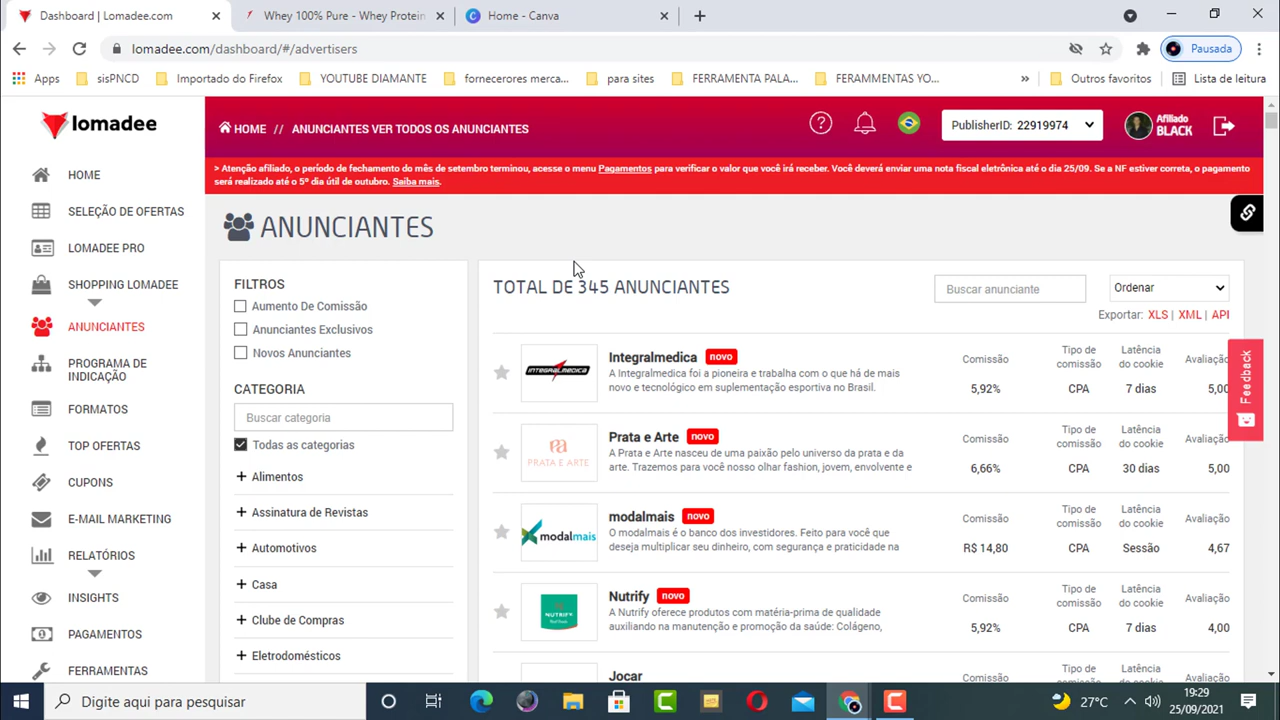 Dashboard | Lomadee.com
Whey 100% Pure - Whey Protein
Home - Canva
lomadee.com/dashboard/#/advertisers
Pausada
Apps
sisPNCD
Importado do Firefox
YOUTUBE DIAMANTE
fornecerores merca...
para sites
FERRAMENTA PALA...
FERAMMENTAS YO...
»
Outros favoritos
Lista de leitura
lomadee
HOME // ANUNCIANTES VER TODOS OS ANUNCIANTES
PublisherID: 22919974
Afiliado
BLACK
> Atenção afiliado, o período de fechamento do mês de setembro terminou, acesse o menu Pagamentos para verificar o valor que você irá receber. Você deverá enviar uma nota fiscal eletrônica até o dia 25/09. Se a NF estiver correta, o pagamento
será realizado até o 5º dia útil de outubro. Saiba mais.
HOME
SELEÇÃO DE OFERTAS
LOMADEE PRO
SHOPPING LOMADEE
ANUNCIANTES
PROGRAMA DE
INDICAÇÃO
FORMATOS
TOP OFERTAS
CUPONS
E-MAIL MARKETING
RELATÓRIOS
INSIGHTS
PAGAMENTOS
FERRAMENTAS
ANUNCIANTES
FILTROS
Aumento De Comissão
Anunciantes Exclusivos
Novos Anunciantes
CATEGORIA
Buscar categoria
Todas as categorias
+ Alimentos
+ Assinatura de Revistas
+ Automotivos
+ Casa
+ Clube de Compras
+ Eletrodomésticos
TOTAL DE 345 ANUNCIANTES
Buscar anunciante
Ordenar
Exportar: XLS | XML | API
INTEGRALMEDICA
Integralmedica novo
A Integralmedica foi a pioneira e trabalha com o que há de mais
novo e tecnológico em suplementação esportiva no Brasil.
Comissão
5,92%
Tipo de
comissão
CPA
Latência
do cookie
7 dias
Avaliação
5,00
PRATA E ARTE
Prata e Arte novo
A Prata e Arte nasceu de uma paixão pelo universo da prata e da
arte. Trazemos para você nosso olhar fashion, jovem, envolvente e
Comissão
6,66%
Tipo de
comissão
CPA
Latência
do cookie
30 dias
Avaliação
5,00
modalmais
modalmais novo
O modalmais é o banco dos investidores. Feito para você que
deseja multiplicar seu dinheiro, com segurança e praticidade na
Comissão
R$ 14,80
Tipo de
comissão
CPA
Latência
do cookie
Sessão
Avaliação
4,67
NUTRIFY
Nutrify novo
A Nutrify oferece produtos com matéria-prima de qualidade
auxiliando na manutenção e promoção da saúde: Colágeno,
Comissão
5,92%
Tipo de
comissão
CPA
Latência
do cookie
7 dias
Avaliação
4,00
Jocar
Comissão
Tipo de
comissão
Latência
do cookie
Avaliação
Feedback
Digite aqui para pesquisar
27°C
19:29
25/09/2021